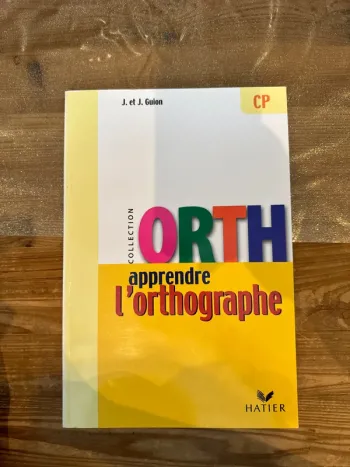 J. et J. Guion
CP
COLLECTION
ORTH
apprendre
l'orthographe
HATIER